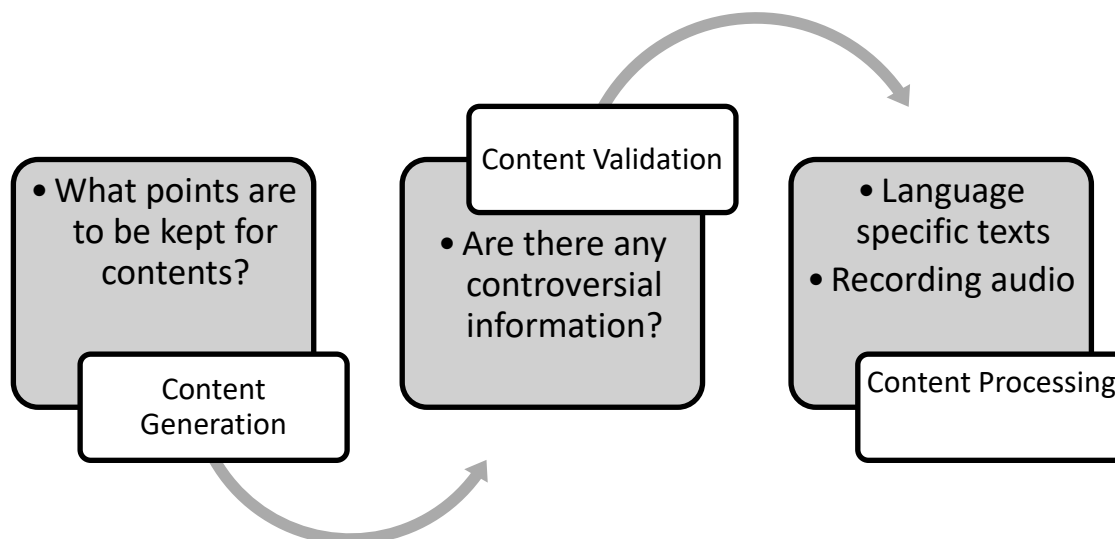 • What points are
to be kept for
contents?
Content
Generation
Content Validation
• Are there any
controversial
information?
• Language
specific texts
• Recording audio
Content Processing